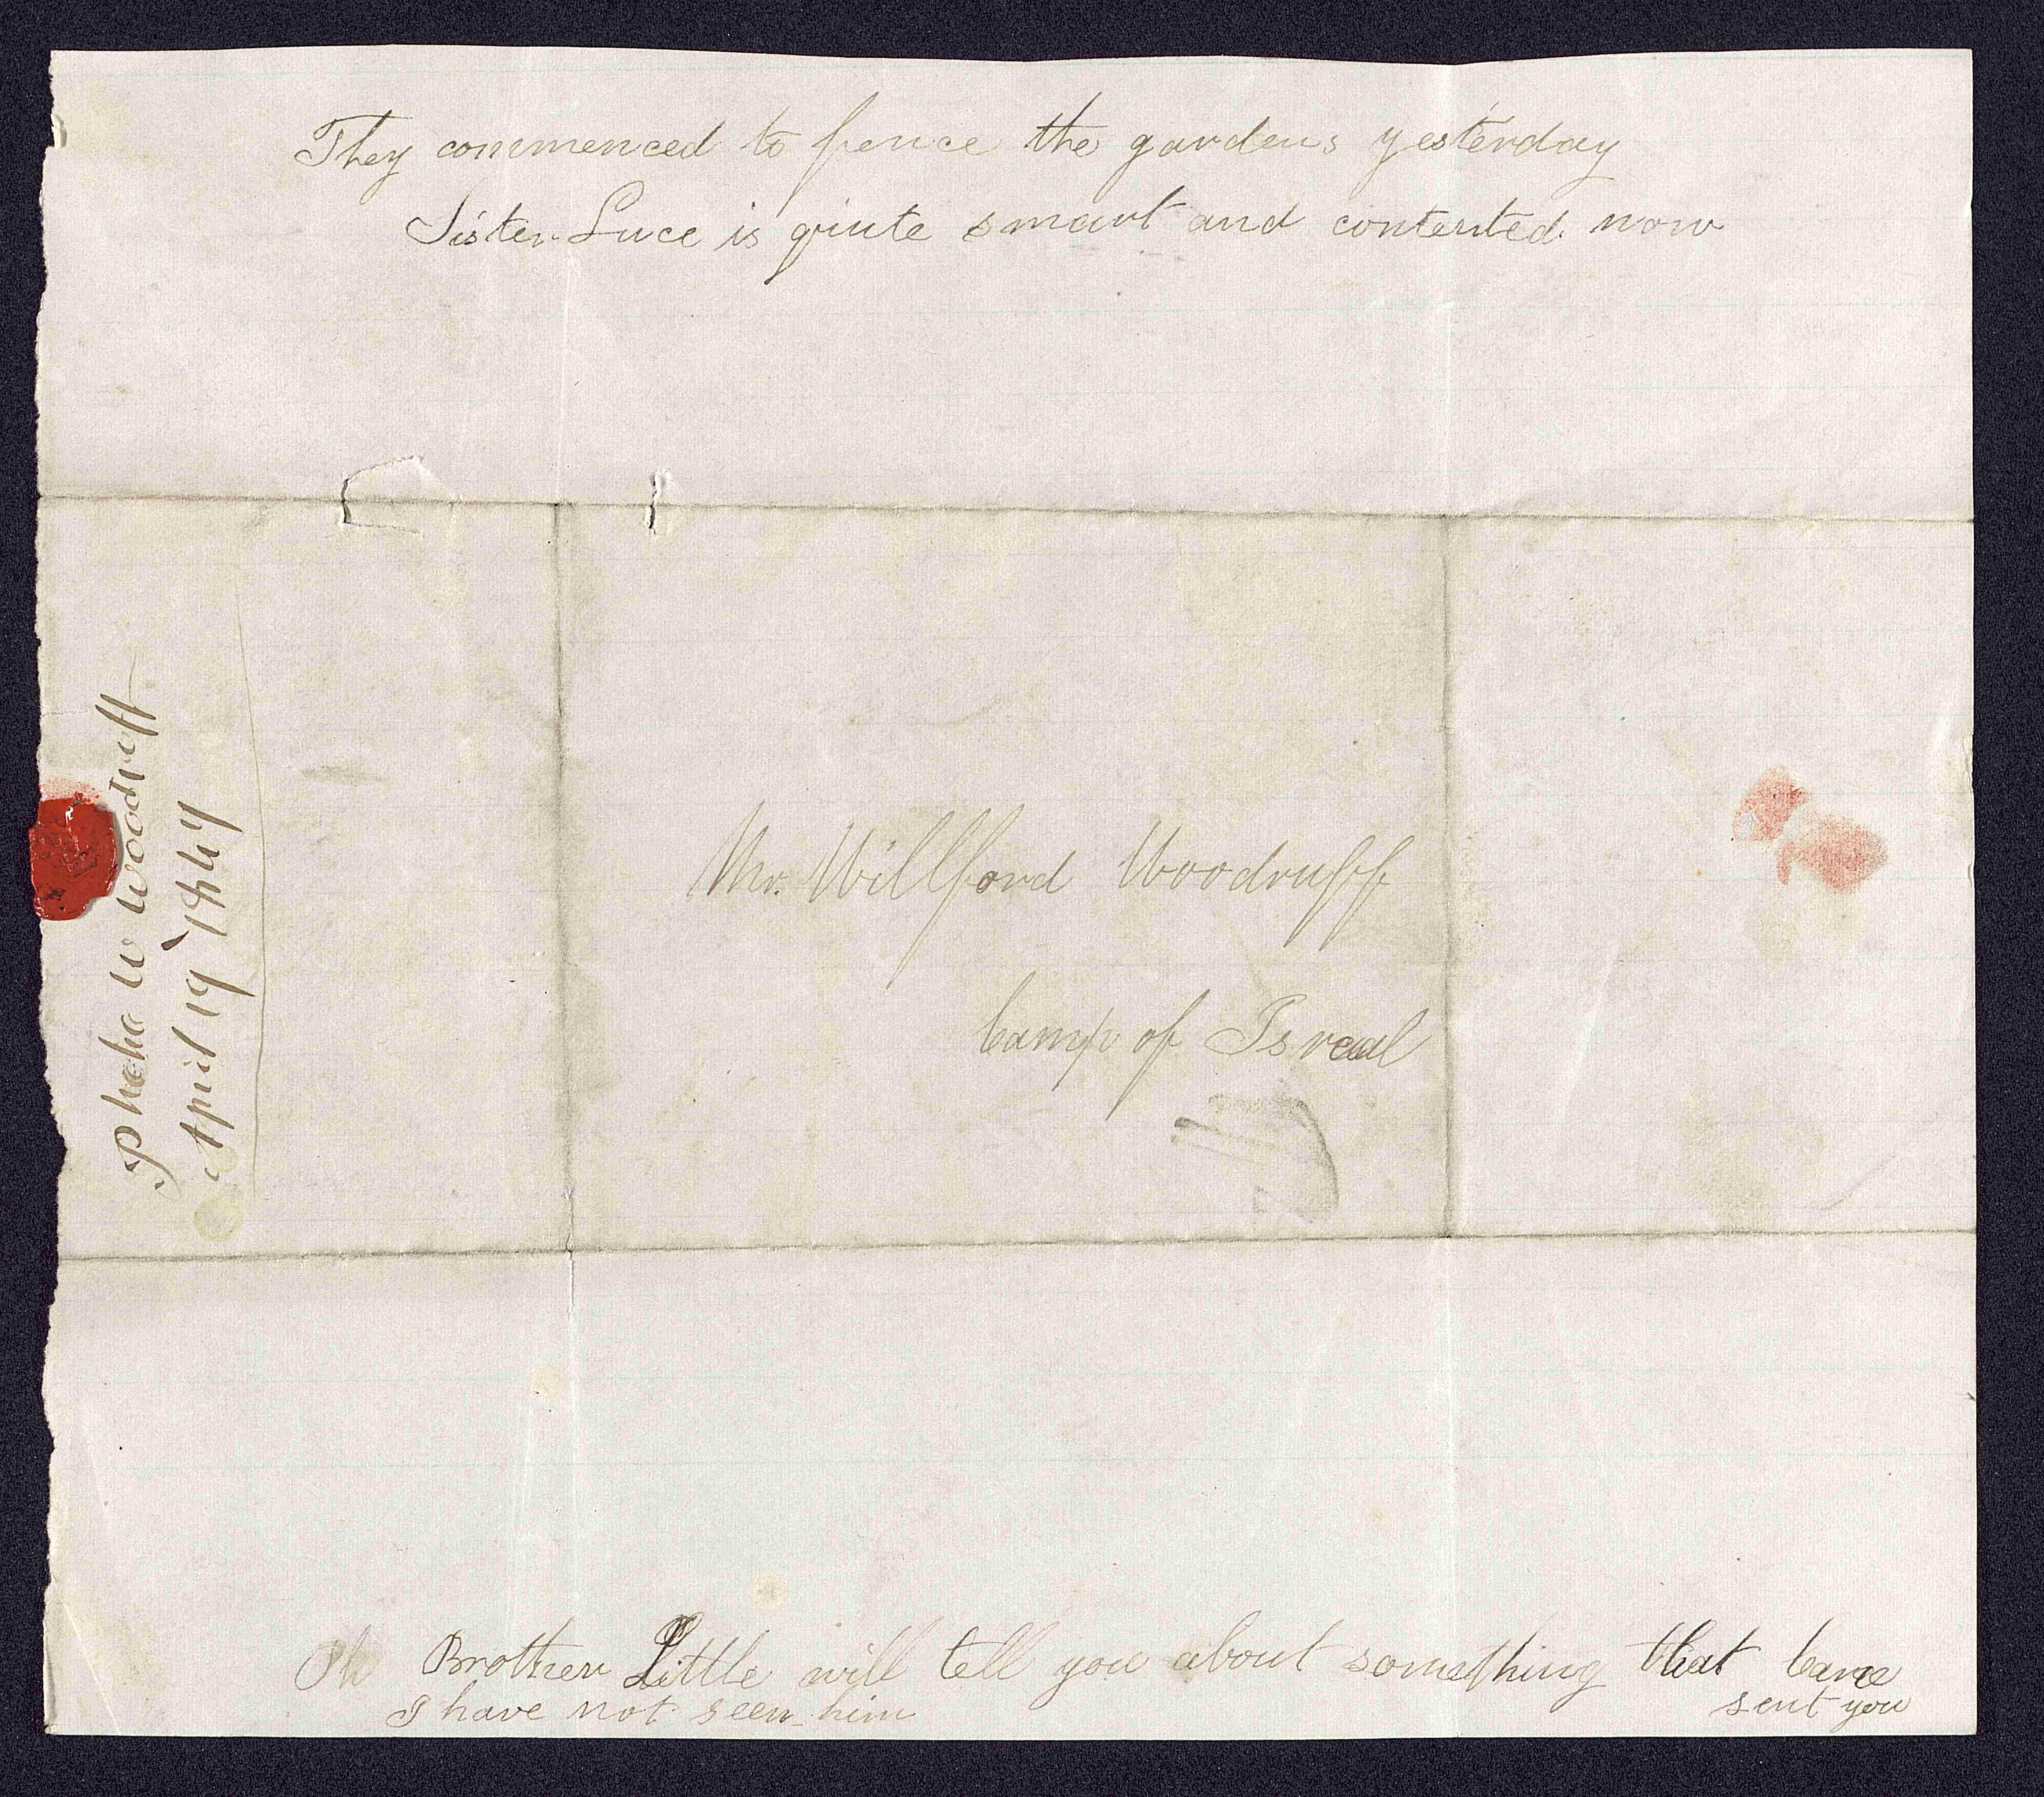 They commenced to fence the gardens yesterday
Sister Luce is quite smart and contented now
Phebe W Woodruff
April 19 1847
Mr. Willford Woodruff
Camp of Isreal
Oh Brother Little will tell you about something that Cane
sent you
I have not seen him